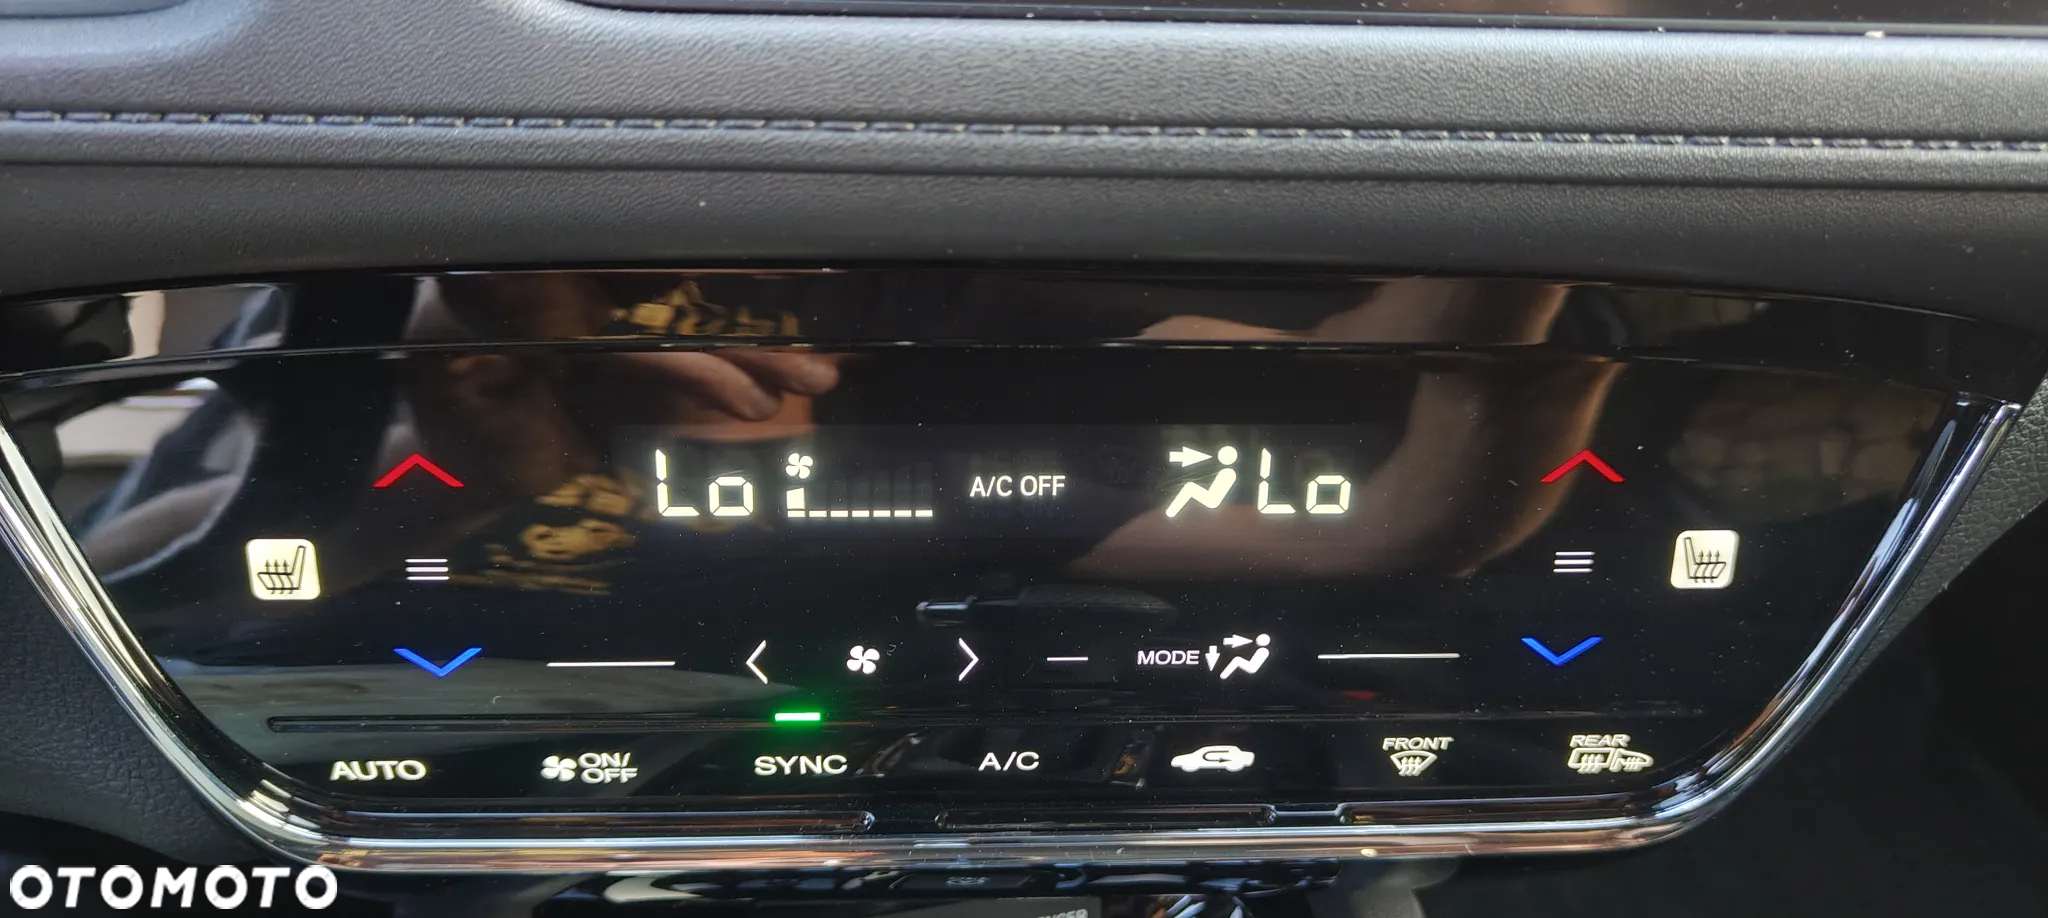 Lo A/C OFF Lo
MODE
AUTO ON/OFF SYNC A/C FRONT REAR
OTOMOTO